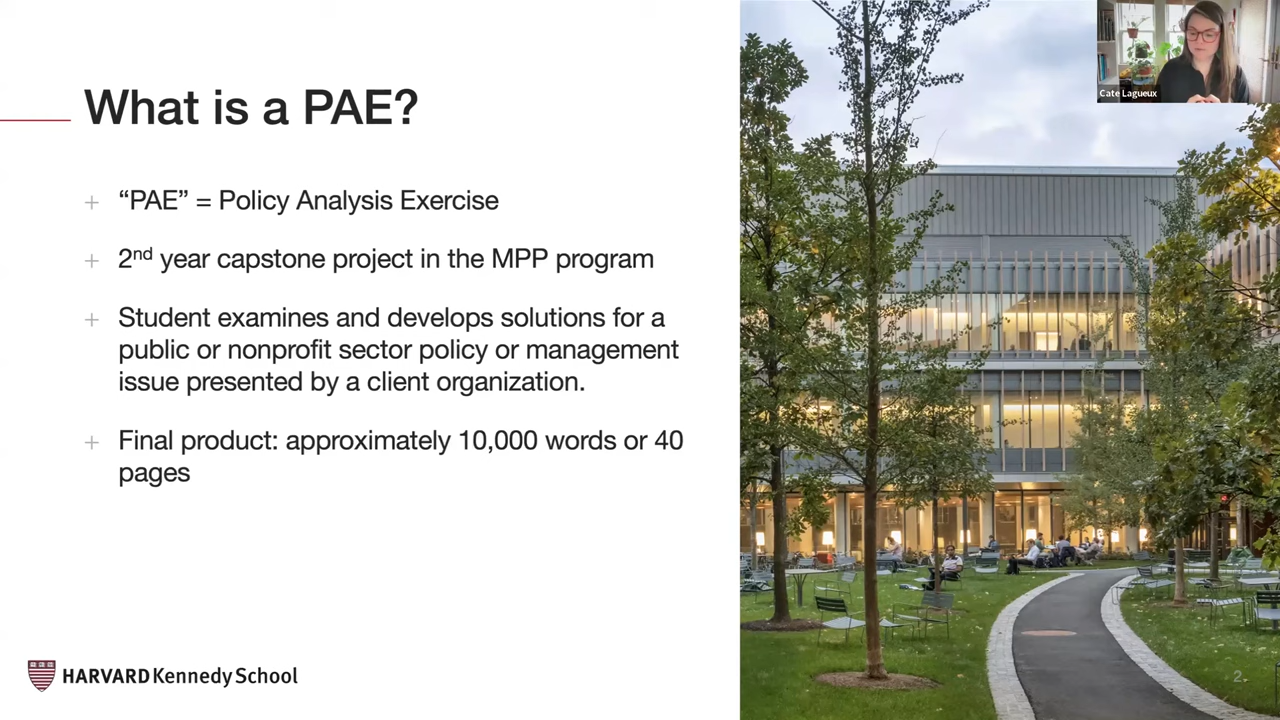 Cate Lagueux
What is a PAE?
+ “PAE” = Policy Analysis Exercise
+ 2nd year capstone project in the MPP program
+ Student examines and develops solutions for a
public or nonprofit sector policy or management
issue presented by a client organization.
+ Final product: approximately 10,000 words or 40
pages
HARVARD Kennedy School
2